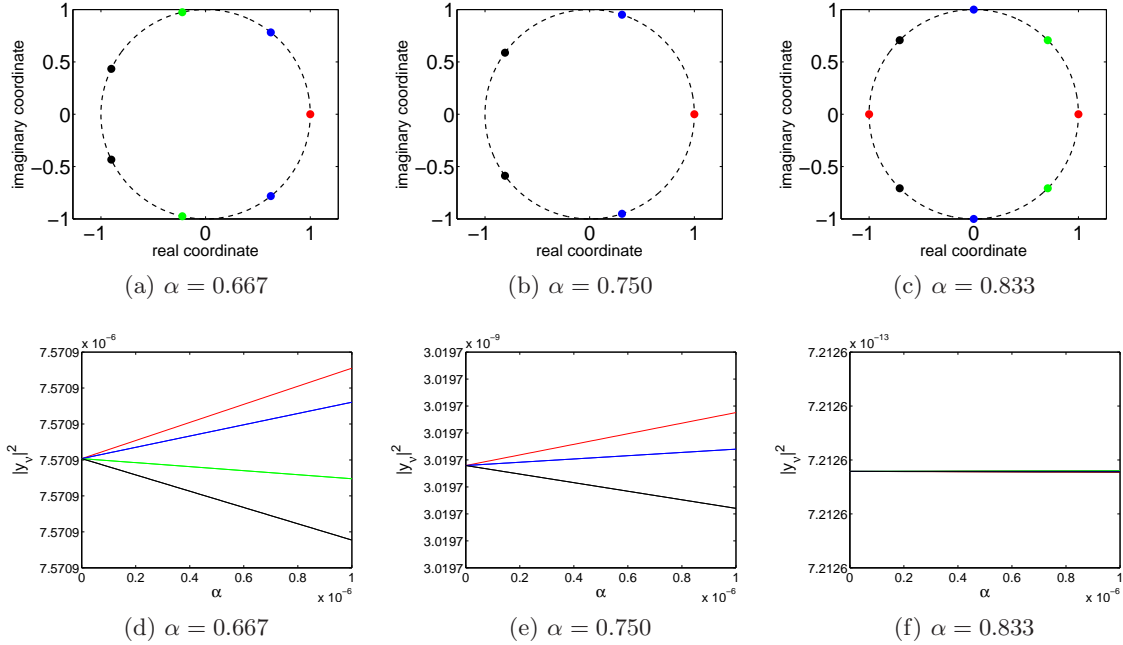 1
0.5
0
−0.5
−1
imaginary coordinate
−1 0 1
real coordinate
(a) α = 0.667
1
0.5
0
−0.5
−1
imaginary coordinate
−1 0 1
real coordinate
(b) α = 0.750
1
0.5
0
−0.5
−1
imaginary coordinate
−1 0 1
real coordinate
(c) α = 0.833
x 10⁻⁶
7.5709
7.5709
7.5709
7.5709
7.5709
7.5709
7.5709
|yᵥ|²
0 0.2 0.4 0.6 0.8 1
α
x 10⁻⁶
(d) α = 0.667
x 10⁻⁹
3.0197
3.0197
3.0197
3.0197
3.0197
3.0197
3.0197
3.0197
|yᵥ|²
0 0.2 0.4 0.6 0.8 1
α
x 10⁻⁶
(e) α = 0.750
x 10⁻¹³
7.2126
7.2126
7.2126
7.2126
7.2126
|yᵥ|²
0 0.2 0.4 0.6 0.8 1
α
x 10⁻⁶
(f) α = 0.833